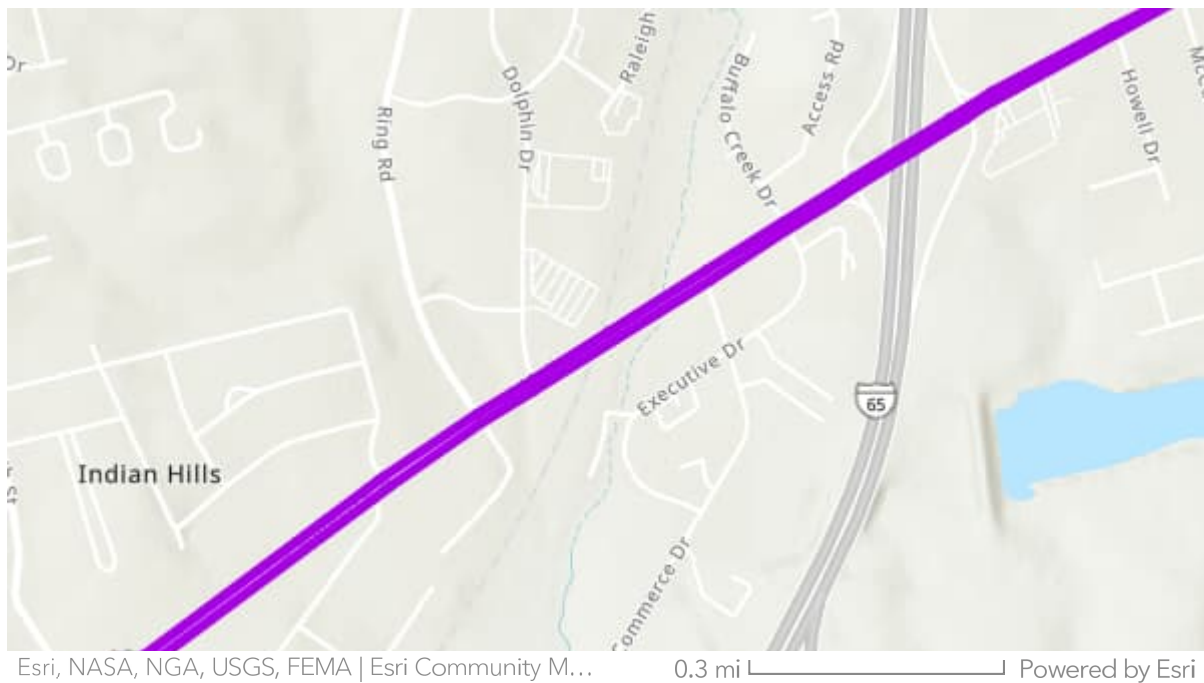 Dr
Ring Rd
Dolphin Dr
Raleigh
Buffalo Creek Dr
Access Rd
Howell Dr
Executive Dr
65
Indian Hills
St
Commerce Dr
Esri, NASA, NGA, USGS, FEMA | Esri Community M...
0.3 mi
Powered by Esri